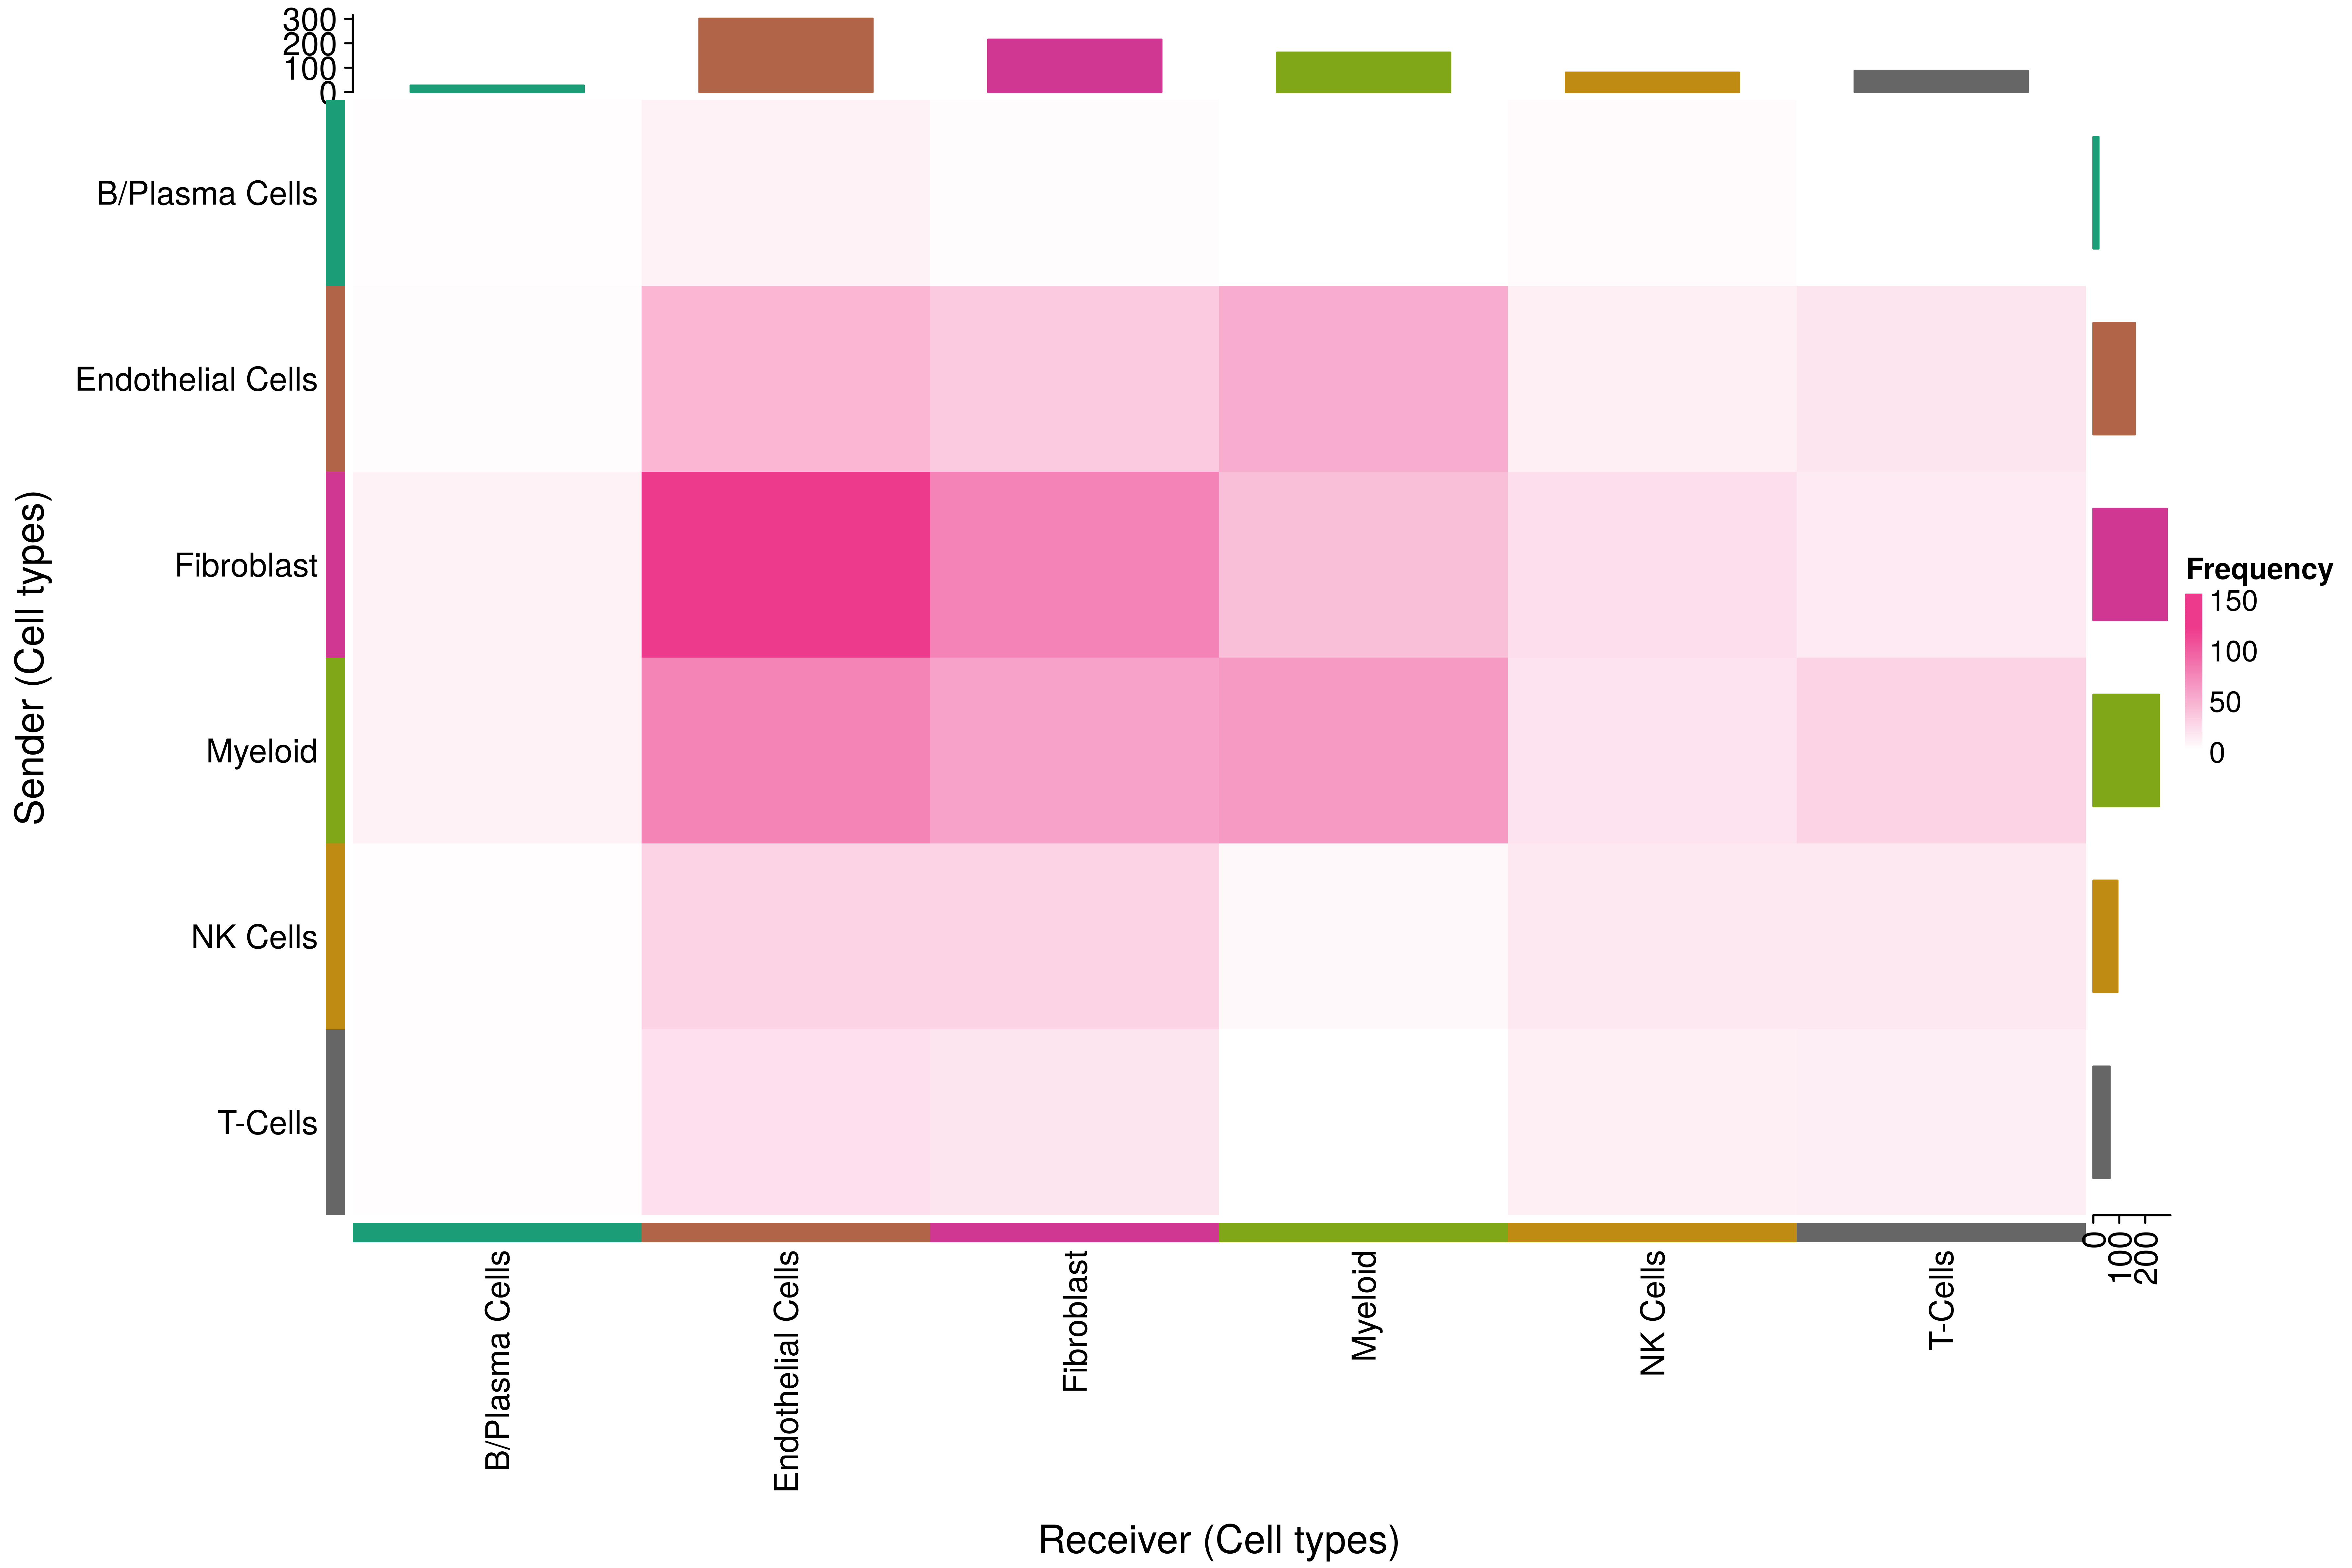 300
200
100
0
B/Plasma Cells
Endothelial Cells
Fibroblast
Myeloid
NK Cells
T-Cells
Sender (Cell types)
Frequency
150
100
50
0
0
100
200
B/Plasma Cells
Endothelial Cells
Fibroblast
Myeloid
NK Cells
T-Cells
Receiver (Cell types)